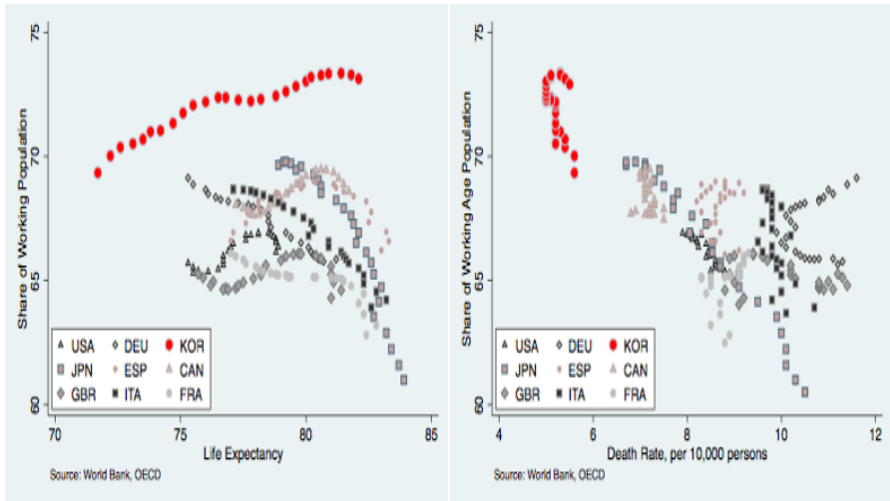 75
70
65
60
Share of Working Population
USA DEU KOR
JPN ESP CAN
GBR ITA FRA
70 75 80 85
Life Expectancy
Source: World Bank, OECD
75
70
65
60
Share of Working Age Population
USA DEU KOR
JPN ESP CAN
GBR ITA FRA
4 6 8 10 12
Death Rate, per 10,000 persons
Source: World Bank, OECD